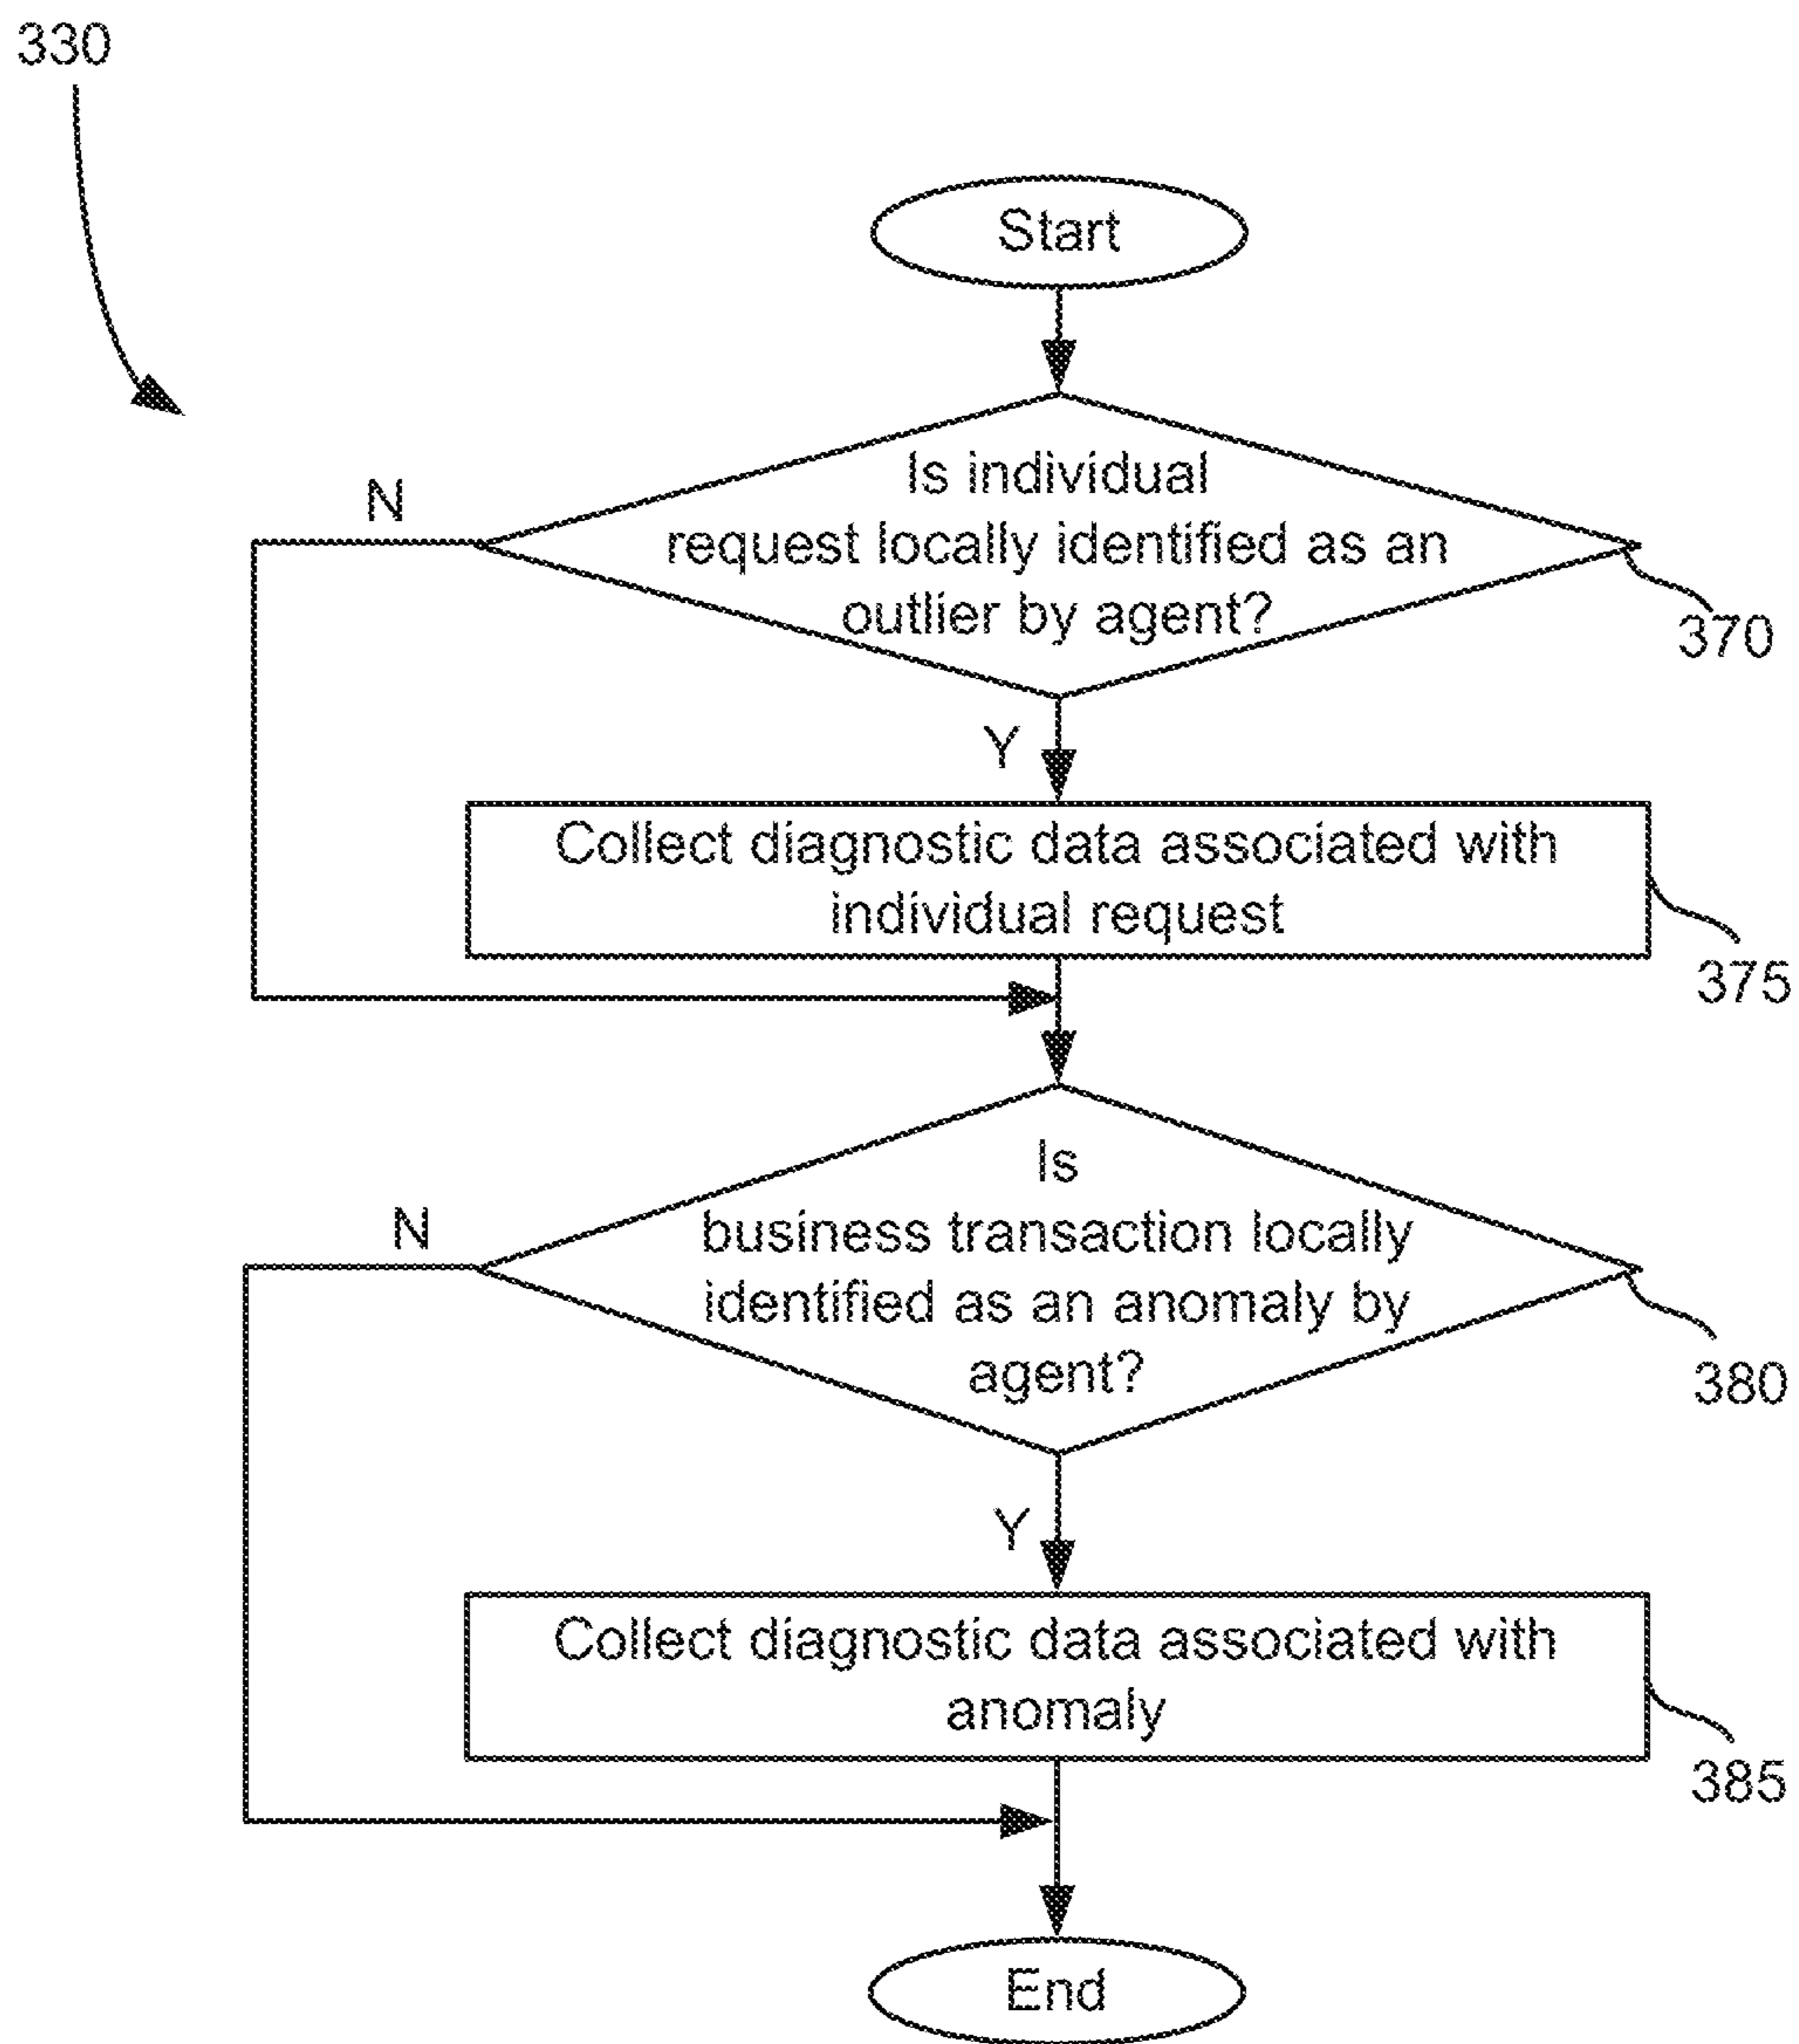 330
Start
Is individual
request locally identified as an
outlier by agent?
N
370
Y
Collect diagnostic data associated with
individual request
375
Is
business transaction locally
identified as an anomaly by
agent?
N
380
Y
Collect diagnostic data associated with
anomaly
385
End